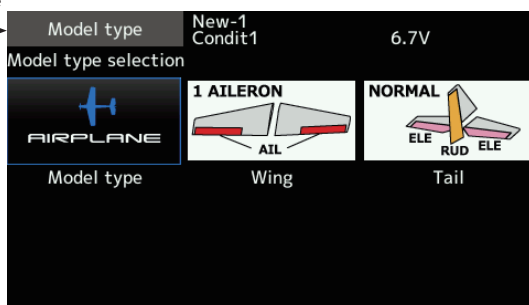 Model type
New-1
Condit1
6.7V
Model type selection
AIRPLANE
1 AILERON
AIL
NORMAL
ELE
RUD
ELE
Model type
Wing
Tail